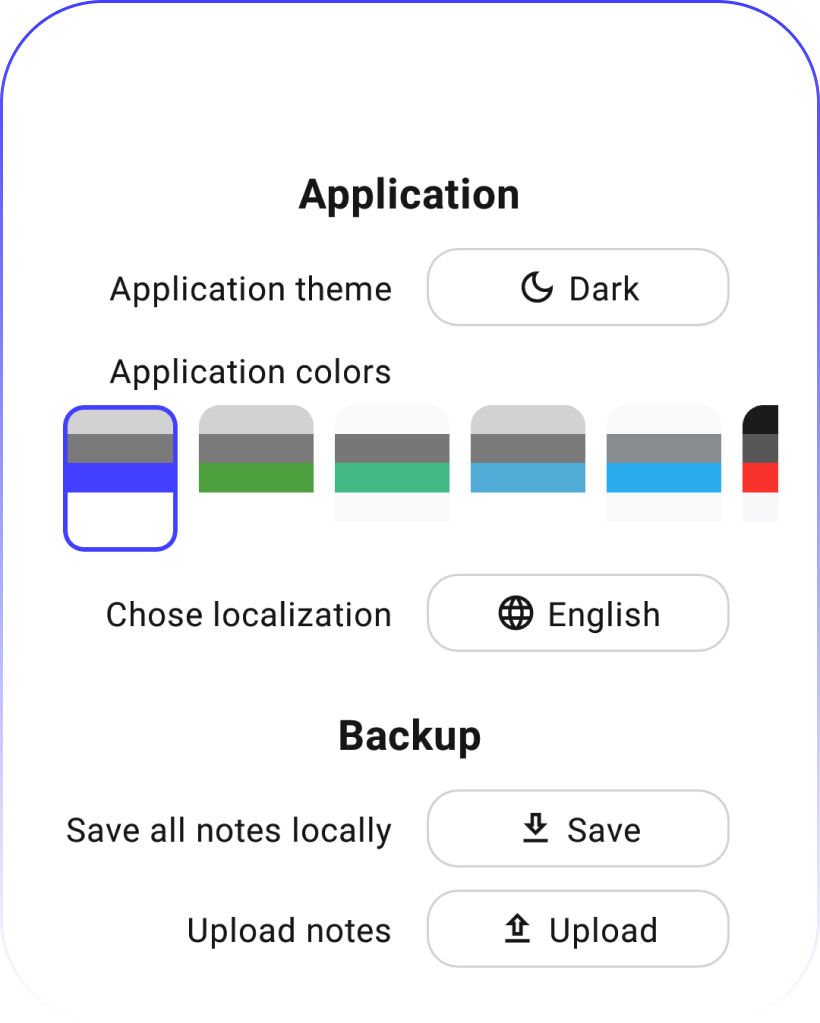 Application
Application theme Dark
Application colors
Chose localization English
Backup
Save all notes locally Save
Upload notes Upload